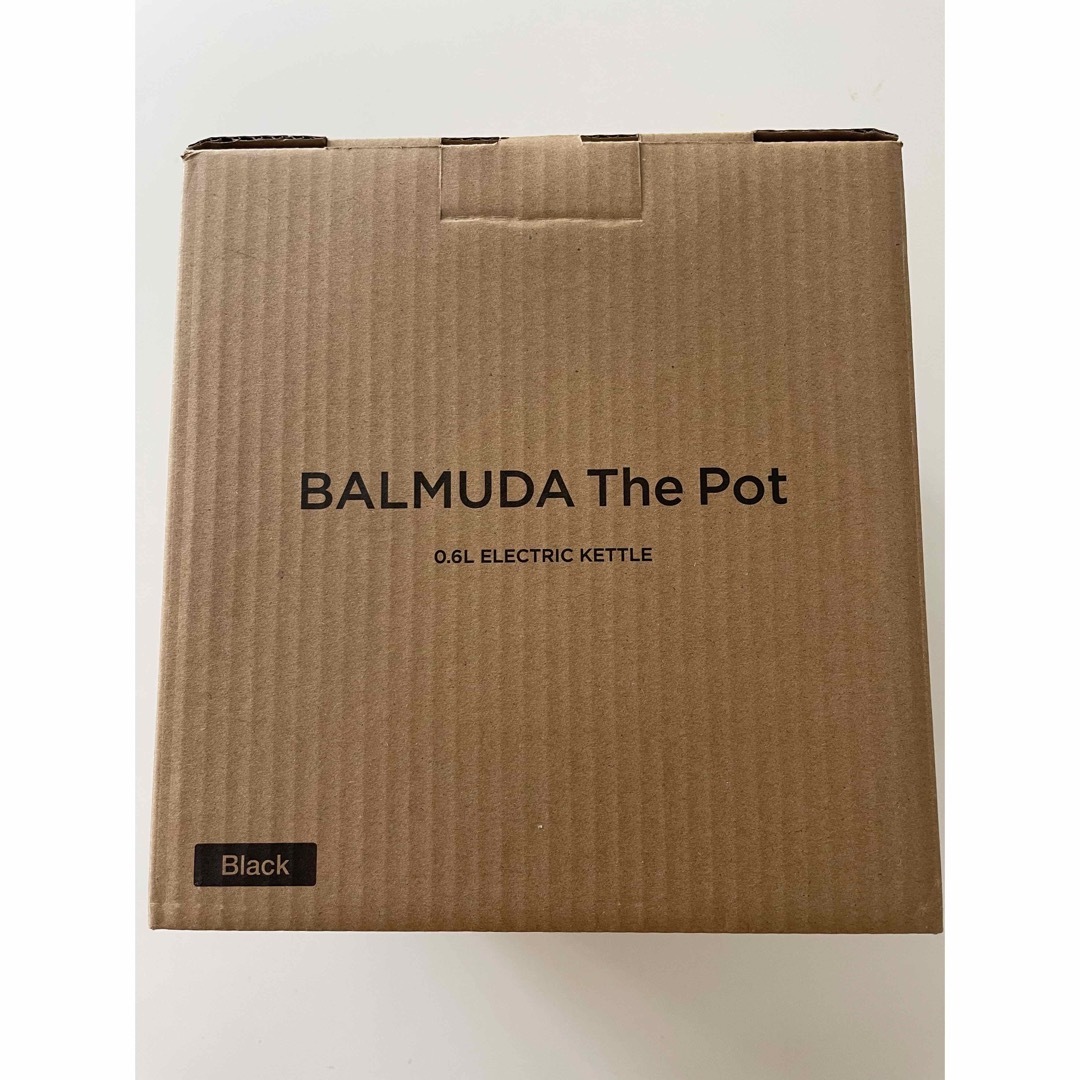 BALMUDA The Pot
0.6L ELECTRIC KETTLE
Black